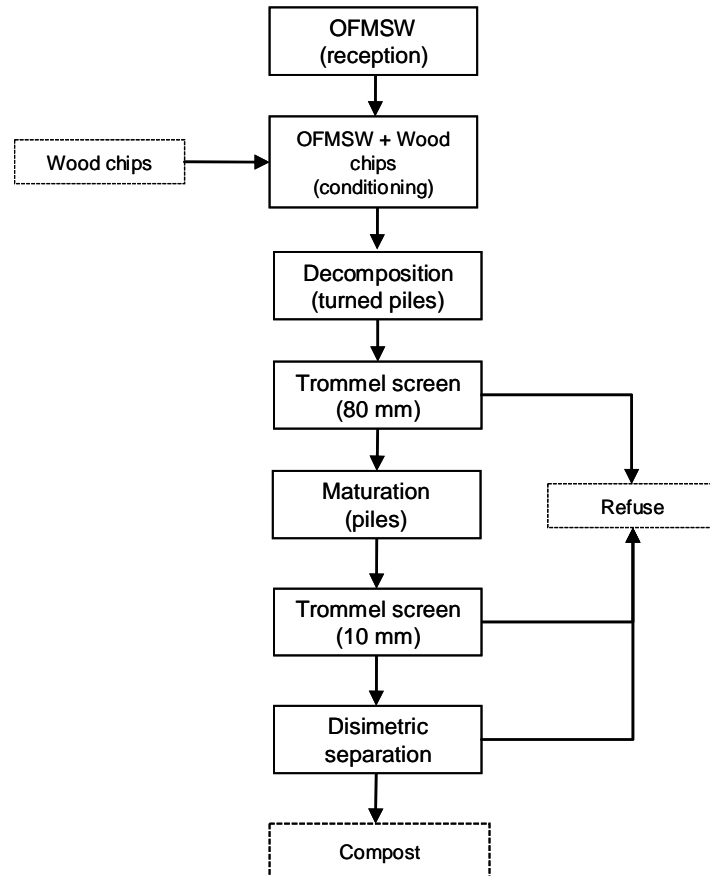 OFMSW
(reception)
OFMSW + Wood
chips
(conditioning)
Wood chips
Decomposition
(turned piles)
Trommel screen
(80 mm)
Maturation
(piles)
Refuse
Trommel screen
(10 mm)
Disimetric
separation
Compost